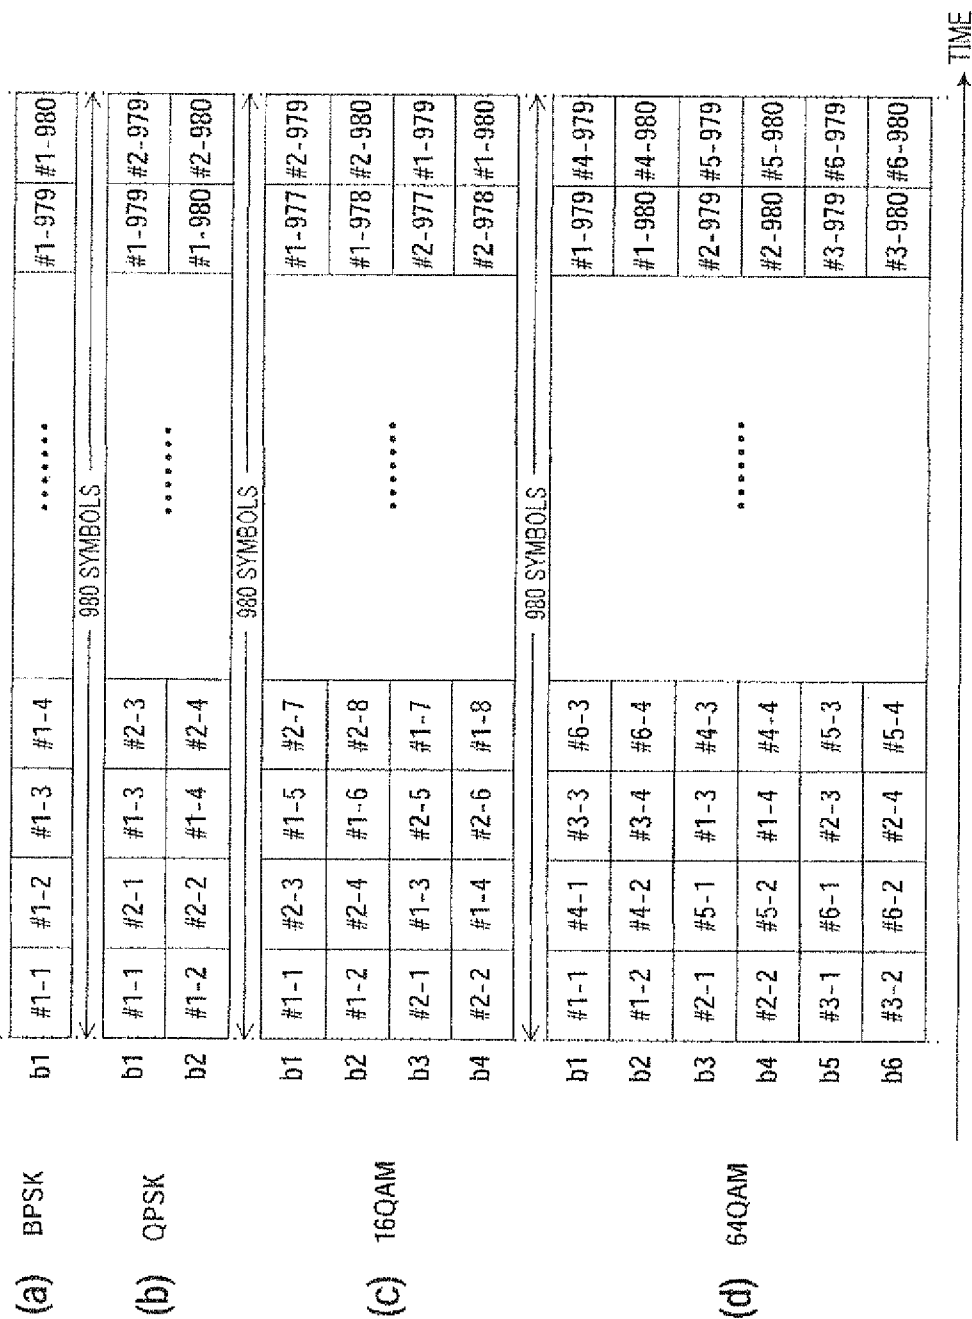 (a) BPSK
b1 #1-1 #1-2 #1-3 #1-4 ······· #1-979 #1-980
980 SYMBOLS
(b) QPSK
b1 #1-1 #2-1 #1-3 #2-3 ········ #1-979 #2-979
b2 #1-2 #2-2 #1-4 #2-4 #1-980 #2-980
980 SYMBOLS
(c) 16QAM
b1 #1-1 #2-3 #1-5 #2-7 #1-977 #2-979
b2 #1-2 #2-4 #1-6 #2-8 ········ #1-978 #2-980
b3 #2-1 #1-3 #2-5 #1-7 #2-977 #1-979
b4 #2-2 #1-4 #2-6 #1-8 #2-978 #1-980
980 SYMBOLS
(d) 64QAM
b1 #1-1 #4-1 #3-3 #6-3 #1-979 #4-979
b2 #1-2 #4-2 #3-4 #6-4 #1-980 #4-980
b3 #2-1 #5-1 #1-3 #4-3 ········ #2-979 #5-979
b4 #2-2 #5-2 #1-4 #4-4 #2-980 #5-980
b5 #3-1 #6-1 #2-3 #5-3 #3-979 #6-979
b6 #3-2 #6-2 #2-4 #5-4 #3-980 #6-980
TIME